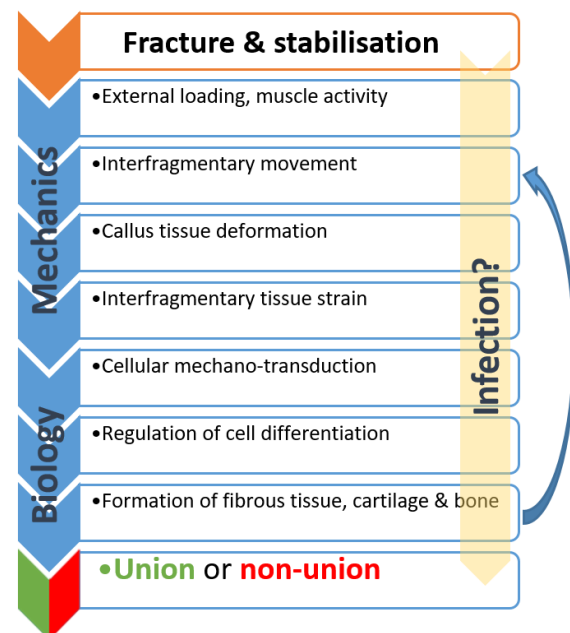 Fracture & stabilisation
•External loading, muscle activity
•Interfragmentary movement
•Callus tissue deformation
•Interfragmentary tissue strain
•Cellular mechano-transduction
•Regulation of cell differentiation
•Formation of fibrous tissue, cartilage & bone
•Union or non-union
Mechanics
Biology
Infection?